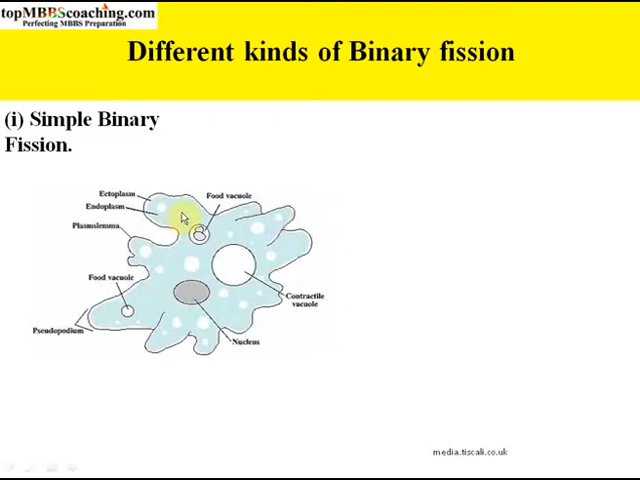 topMBBScoaching.com
Perfecting MBBS Preparation
Different kinds of Binary fission
(i) Simple Binary
Fission.
Ectoplasm
Food vacuole
Endoplasm
Plasmslemma
Food vacuole
Contractile
vacuole
Pseudopodium
Nucleus
media.tiscali.co.uk